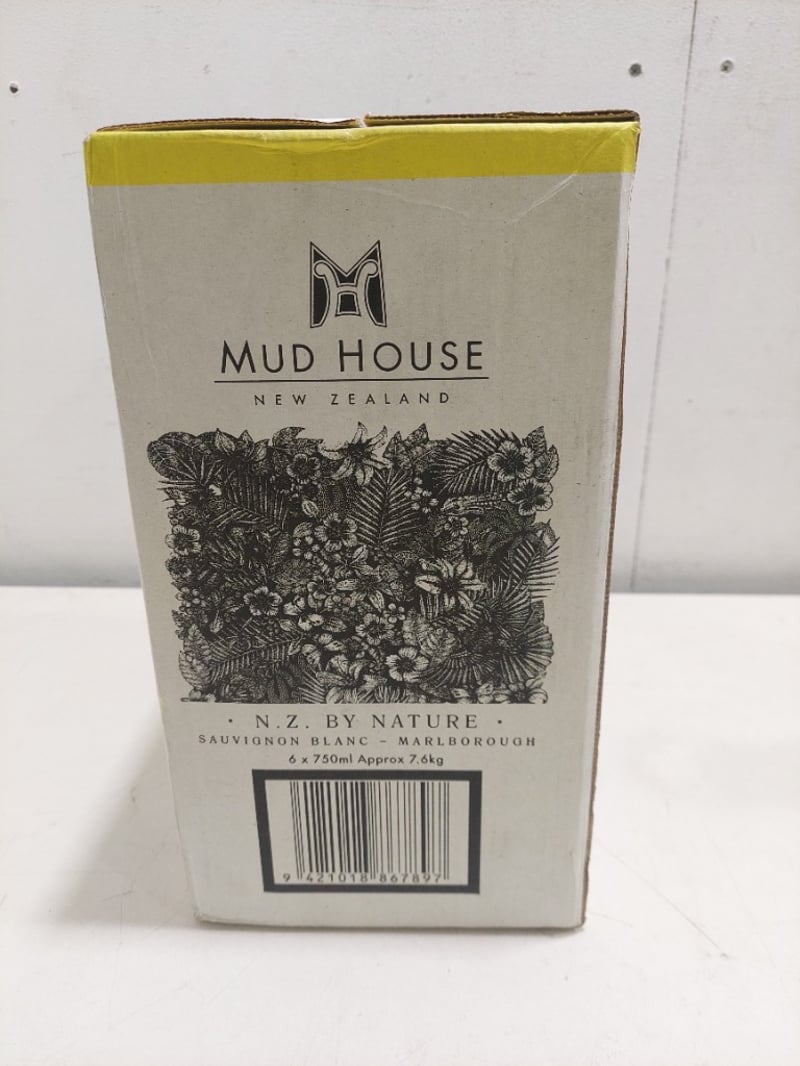 MUD HOUSE
NEW ZEALAND
· N.Z. BY NATURE ·
SAUVIGNON BLANC - MARLBOROUGH
6 x 750ml Approx 7.6kg
9 421018 867897